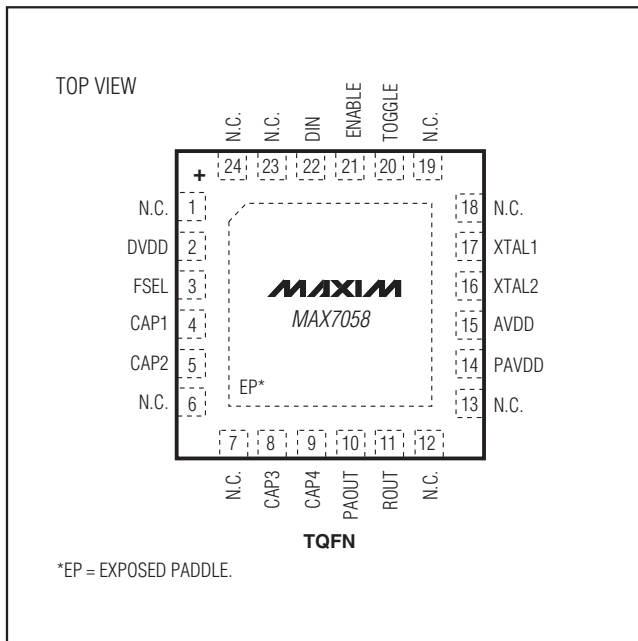 TOP VIEW
N.C. N.C. DIN ENABLE TOGGLE N.C.
+ 24 23 22 21 20 19
N.C. 1 18 N.C.
DVDD 2 17 XTAL1
FSEL 3 16 XTAL2
MAXIM
MAX7058
CAP1 4 15 AVDD
CAP2 5 14 PAVDD
EP*
N.C. 6 13 N.C.
7 8 9 10 11 12
N.C. CAP3 CAP4 PAOUT ROUT N.C.
TQFN
*EP = EXPOSED PADDLE.